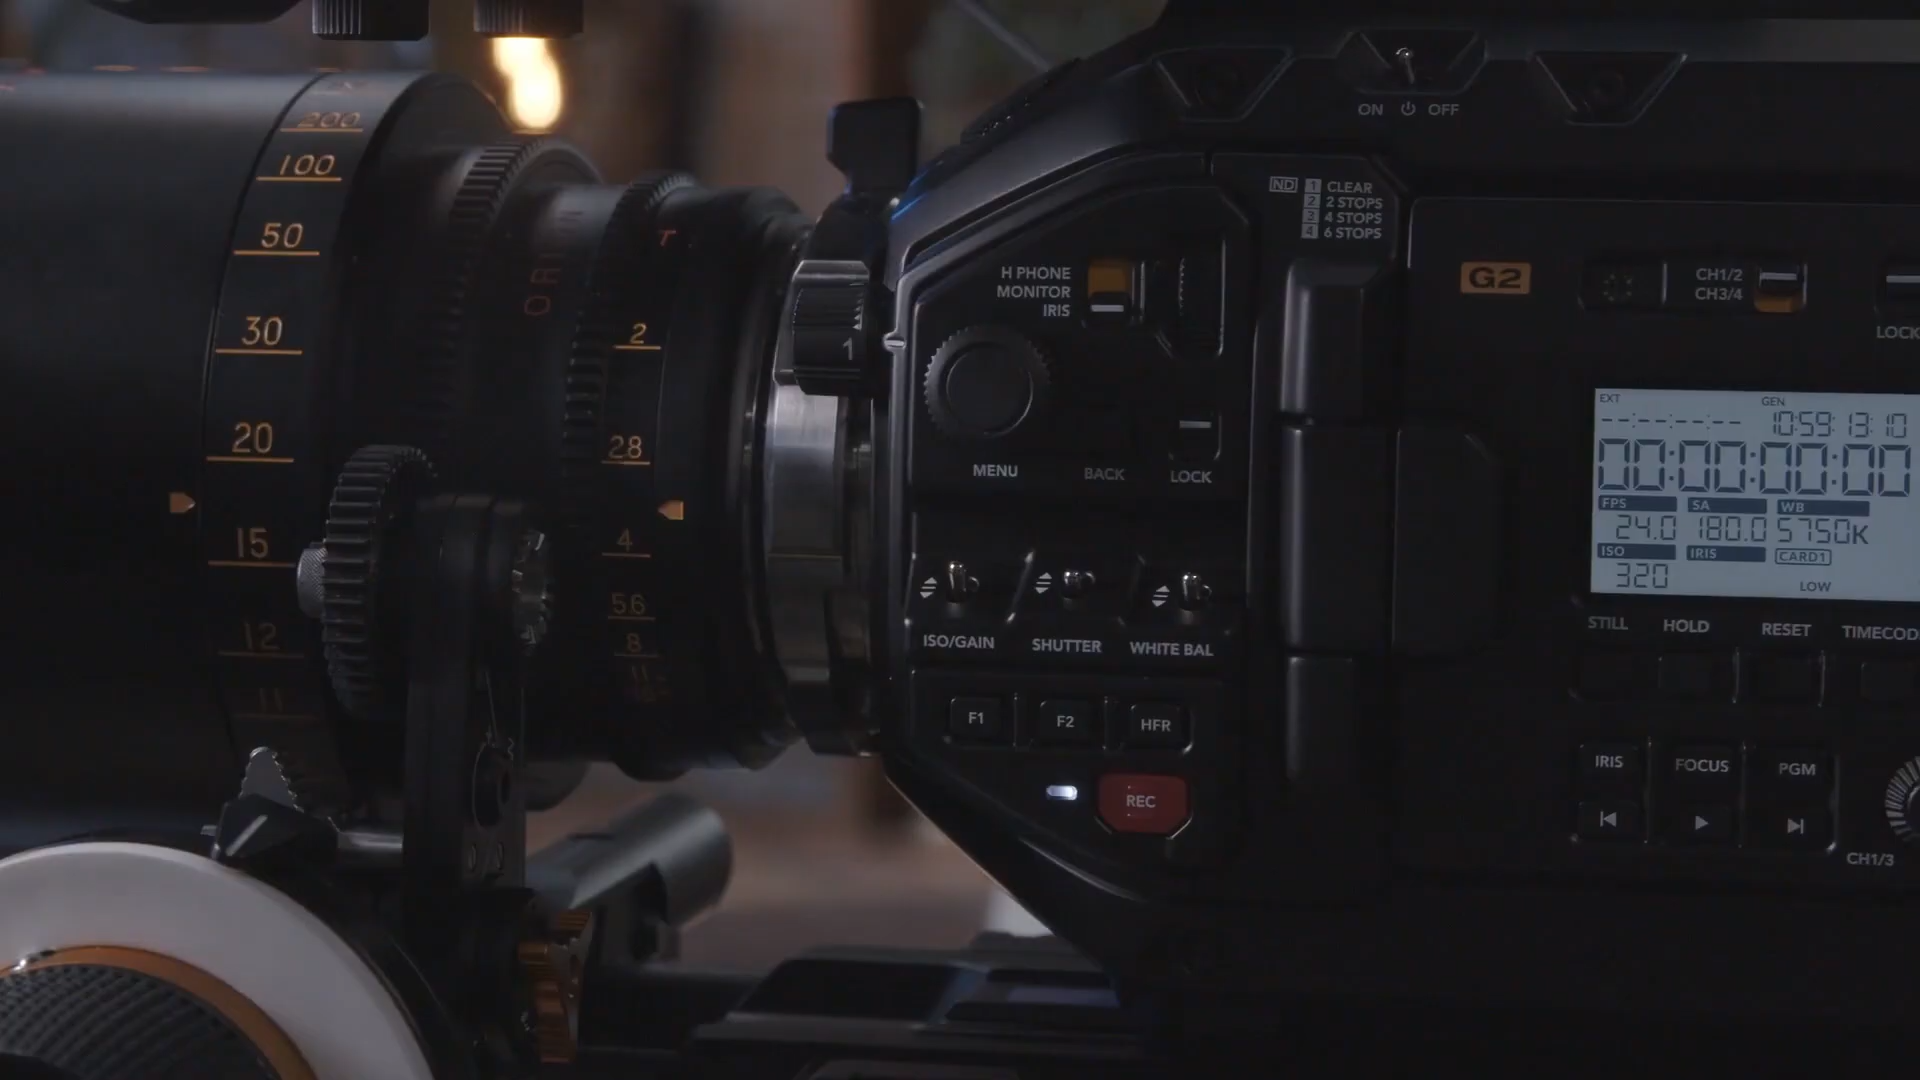 200
100
50
30
20
15
12
11
T
2
2.8
4
5.6
8
11
1
ON OFF
ND 1 CLEAR
2 2 STOPS
3 4 STOPS
4 6 STOPS
H PHONE
MONITOR
IRIS
MENU
BACK
LOCK
ISO/GAIN
SHUTTER
WHITE BAL
F1
F2
HFR
REC
G2
CH1/2
CH3/4
LOCK
EXT GEN
--:--:--:-- 10:59:13:10
00:00:00:00
FPS SA WB
24.0 180.0 5750K
ISO IRIS CARD1
320 LOW
STILL HOLD RESET TIMECOD
IRIS FOCUS PGM
CH1/3